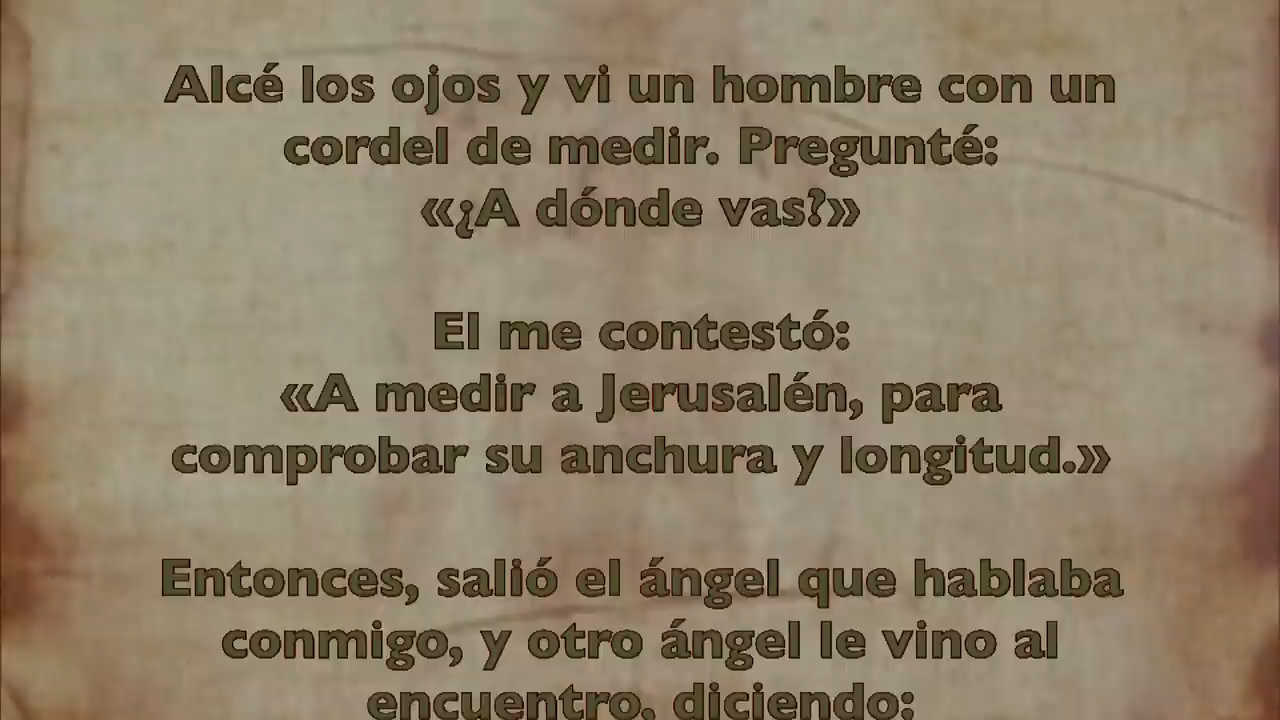 Alcé los ojos y vi un hombre con un
cordel de medir. Pregunté:
«¿A dónde vas?»
El me contestó:
«A medir a Jerusalén, para
comprobar su anchura y longitud.»
Entonces, salió el ángel que hablaba
conmigo, y otro ángel le vino al
encuentro, diciendo: